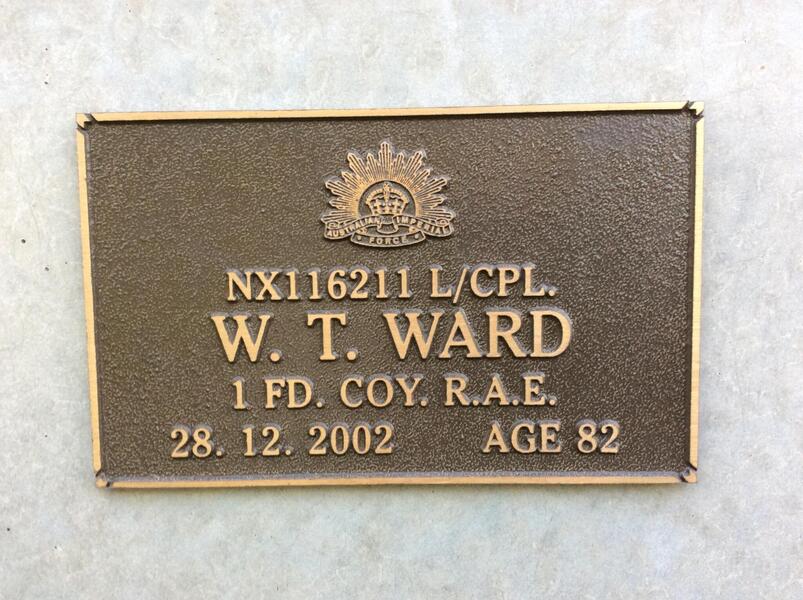 AUSTRALIAN IMPERIAL
FORCE
NX116211 L/CPL.
W. T. WARD
1 FD. COY. R.A.E.
28. 12. 2002 AGE 82